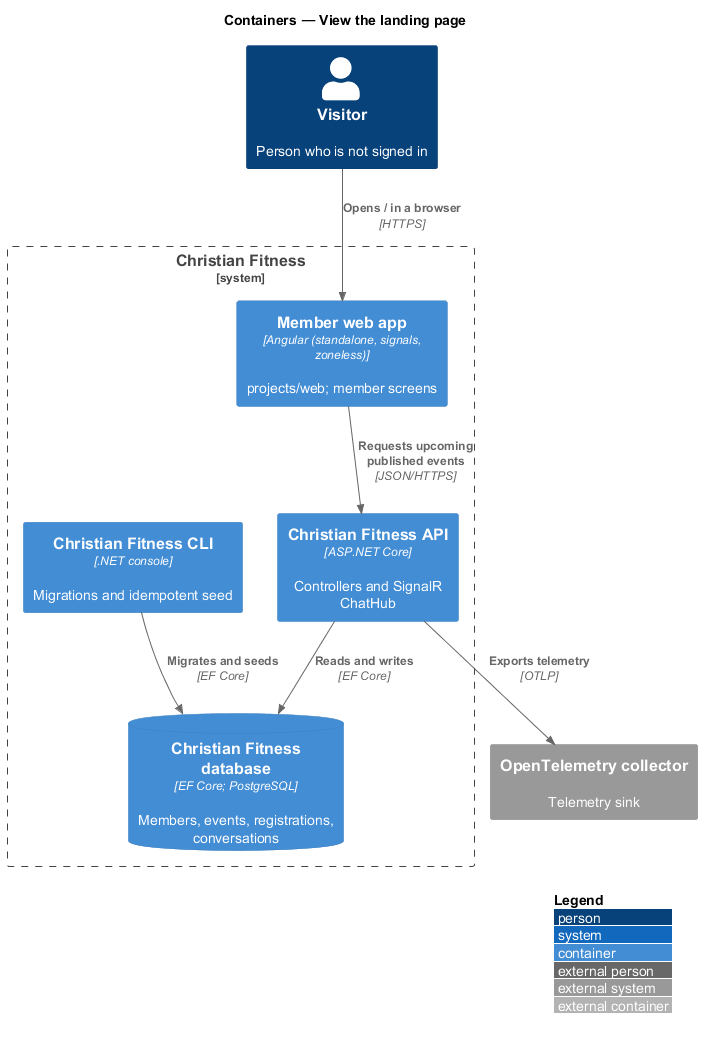 Containers — View the landing page
Visitor
Person who is not signed in
Opens / in a browser
[HTTPS]
Christian Fitness
[system]
Member web app
[Angular (standalone, signals,
zoneless)]
projects/web; member screens
Requests upcoming
published events
[JSON/HTTPS]
Christian Fitness CLI
[.NET console]
Migrations and idempotent seed
Christian Fitness API
[ASP.NET Core]
Controllers and SignalR
ChatHub
Migrates and seeds
[EF Core]
Reads and writes
[EF Core]
Exports telemetry
[OTLP]
Christian Fitness
database
[EF Core; PostgreSQL]
Members, events, registrations,
conversations
OpenTelemetry collector
Telemetry sink
Legend
person
system
container
external person
external system
external container